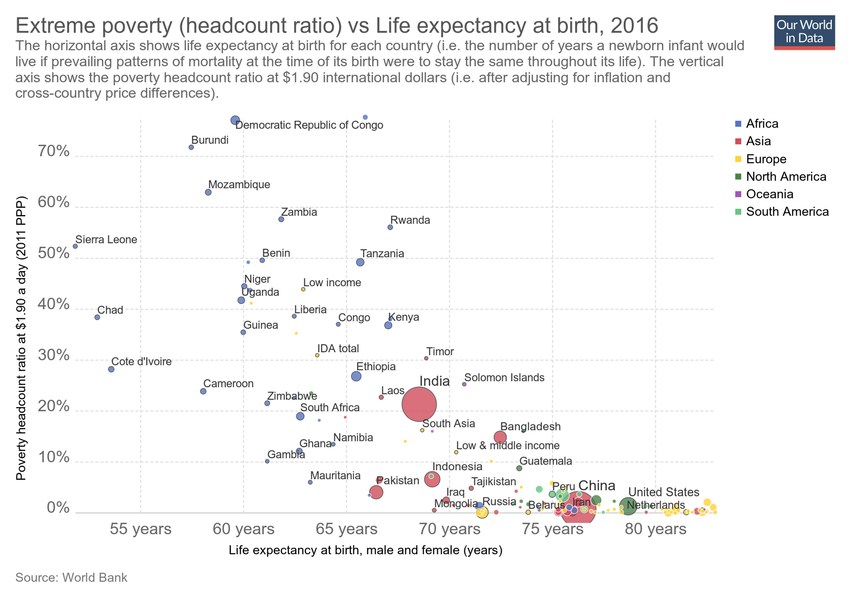 Extreme poverty (headcount ratio) vs Life expectancy at birth, 2016
Our World
in Data
The horizontal axis shows life expectancy at birth for each country (i.e. the number of years a newborn infant would
live if prevailing patterns of mortality at the time of its birth were to stay the same throughout its life). The vertical
axis shows the poverty headcount ratio at $1.90 international dollars (i.e. after adjusting for inflation and
cross-country price differences).
Democratic Republic of Congo
Africa
Burundi
Asia
70%
Europe
North America
Mozambique
Oceania
60%
South America
Zambia
Rwanda
Sierra Leone
50%
Benin
Tanzania
Niger
Low income
Uganda
40%
Chad
Liberia
Congo
Kenya
Guinea
30%
IDA total
Timor
Cote d'Ivoire
Ethiopia
Cameroon
India
Solomon Islands
Zimbabwe
Laos
20%
South Africa
South Asia
Bangladesh
Ghana
Namibia
Low & middle income
10%
Gambia
Guatemala
Mauritania
Pakistan
Indonesia
Tajikistan
Peru
China
Iraq
United States
Mongolia
Russia
Belarus
Iran
Netherlands
0%
55 years
60 years
65 years
70 years
75 years
80 years
Poverty headcount ratio at $1.90 a day (2011 PPP)
Life expectancy at birth, male and female (years)
Source: World Bank